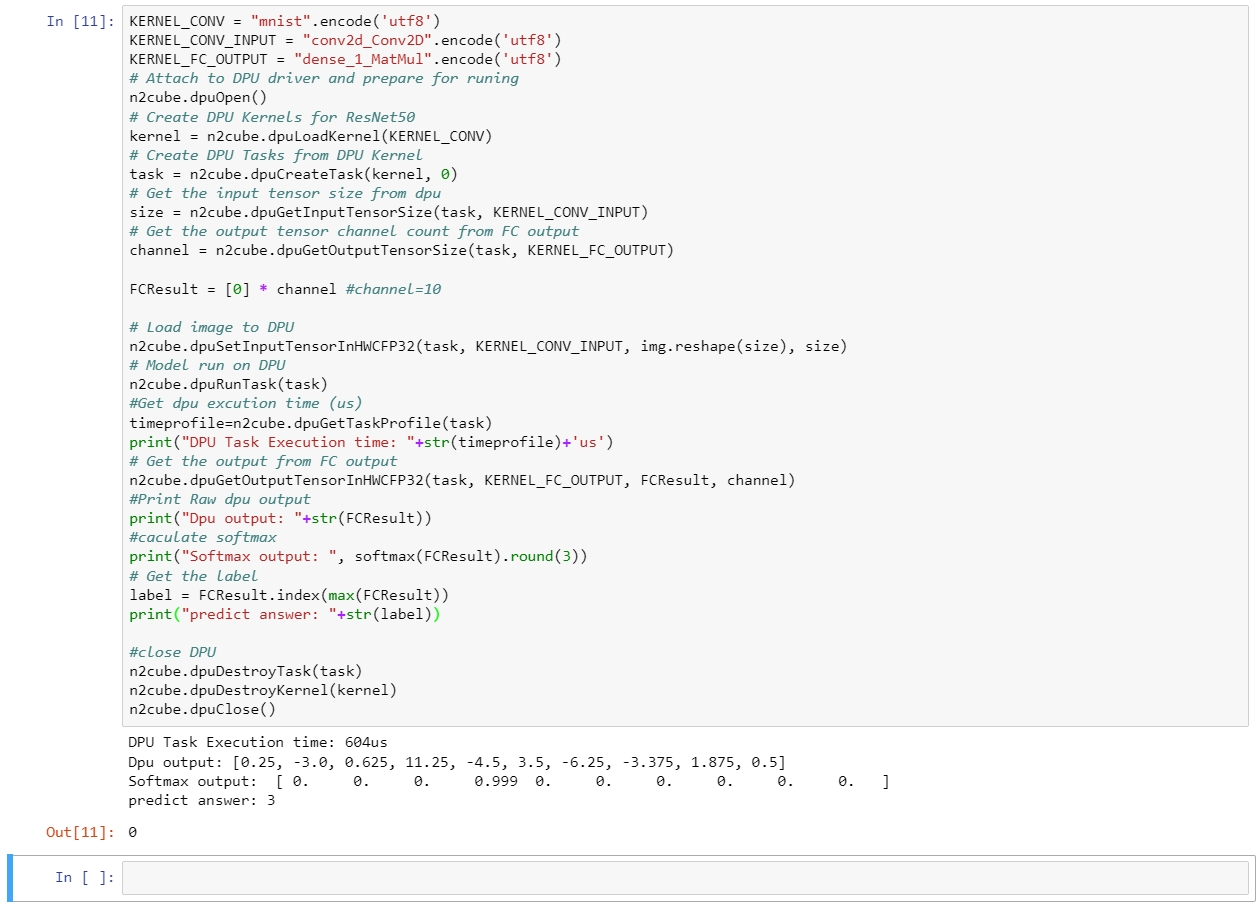 In [11]: KERNEL_CONV = "mnist".encode('utf8')
KERNEL_CONV_INPUT = "conv2d_Conv2D".encode('utf8')
KERNEL_FC_OUTPUT = "dense_1_MatMul".encode('utf8')
# Attach to DPU driver and prepare for runing
n2cube.dpuOpen()
# Create DPU Kernels for ResNet50
kernel = n2cube.dpuLoadKernel(KERNEL_CONV)
# Create DPU Tasks from DPU Kernel
task = n2cube.dpuCreateTask(kernel, 0)
# Get the input tensor size from dpu
size = n2cube.dpuGetInputTensorSize(task, KERNEL_CONV_INPUT)
# Get the output tensor channel count from FC output
channel = n2cube.dpuGetOutputTensorSize(task, KERNEL_FC_OUTPUT)

FCResult = [0] * channel #channel=10

# Load image to DPU
n2cube.dpuSetInputTensorInHWCFP32(task, KERNEL_CONV_INPUT, img.reshape(size), size)
# Model run on DPU
n2cube.dpuRunTask(task)
#Get dpu excution time (us)
timeprofile=n2cube.dpuGetTaskProfile(task)
print("DPU Task Execution time: "+str(timeprofile)+'us')
# Get the output from FC output
n2cube.dpuGetOutputTensorInHWCFP32(task, KERNEL_FC_OUTPUT, FCResult, channel)
#Print Raw dpu output
print("Dpu output: "+str(FCResult))
#caculate softmax
print("Softmax output: ", softmax(FCResult).round(3))
# Get the label
label = FCResult.index(max(FCResult))
print("predict answer: "+str(label))

#close DPU
n2cube.dpuDestroyTask(task)
n2cube.dpuDestroyKernel(kernel)
n2cube.dpuClose()
DPU Task Execution time: 604us
Dpu output: [0.25, -3.0, 0.625, 11.25, -4.5, 3.5, -6.25, -3.375, 1.875, 0.5]
Softmax output:  [ 0.     0.     0.     0.999  0.     0.     0.     0.     0.     0.   ]
predict answer: 3
Out[11]: 0
In [ ]: